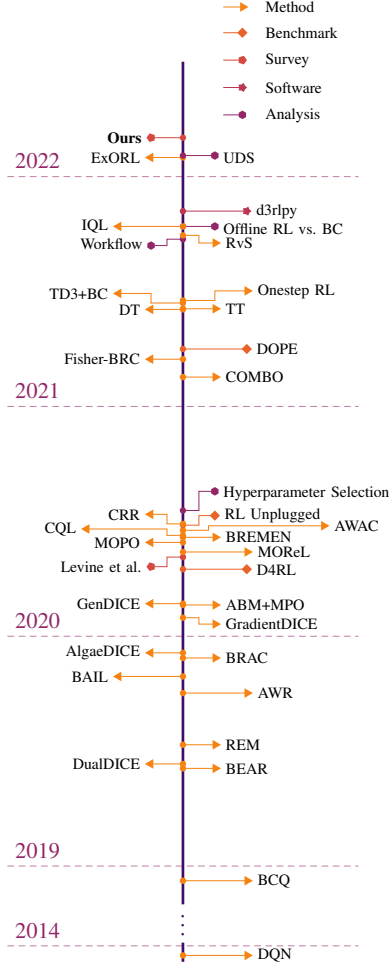 Method
Benchmark
Survey
Software
Analysis
Ours
ExORL
UDS
2022
d3rlpy
IQL
Offline RL vs. BC
Workflow
RvS
Onestep RL
TD3+BC
DT
TT
DOPE
Fisher-BRC
COMBO
2021
Hyperparameter Selection
CRR
RL Unplugged
CQL
AWAC
BREMEN
MOPO
MOReL
Levine et al.
D4RL
GenDICE
ABM+MPO
GradientDICE
2020
AlgaeDICE
BRAC
BAIL
AWR
REM
DualDICE
BEAR
2019
BCQ
2014
DQN